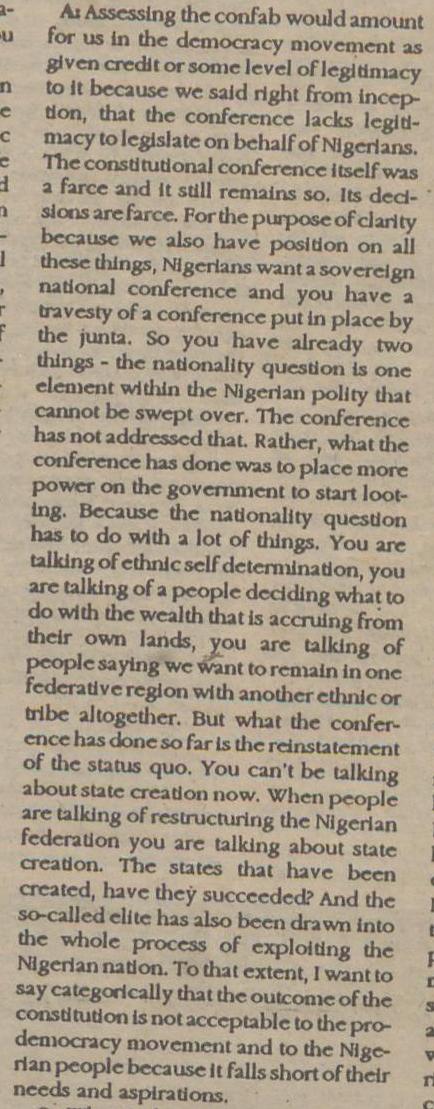 A: Assessing the confab would amount
for us in the democracy movement as
given credit or some level of legitimacy
to it because we said right from incep-
tion, that the conference lacks legiti-
macy to legislate on behalf of Nigerians.
The constitutional conference itself was
a farce and it still remains so. Its deci-
sions are farce. For the purpose of clarity
because we also have position on all
these things, Nigerians want a sovereign
national conference and you have a
travesty of a conference put in place by
the junta. So you have already two
things - the nationality question is one
element within the Nigerian polity that
cannot be swept over. The conference
has not addressed that. Rather, what the
conference has done was to place more
power on the government to start loot-
ing. Because the nationality question
has to do with a lot of things. You are
talking of ethnic self determination, you
are talking of a people deciding what to
do with the wealth that is accruing from
their own lands, you are talking of
people saying we want to remain in one
federative region with another ethnic or
tribe altogether. But what the confer-
ence has done so far is the reinstatement
of the status quo. You can't be talking
about state creation now. When people
are talking of restructuring the Nigerian
federation you are talking about state
creation. The states that have been
created, have they succeeded? And the
so-called elite has also been drawn into
the whole process of exploiting the
Nigerian nation. To that extent, I want to
say categorically that the outcome of the
constitution is not acceptable to the pro-
democracy movement and to the Nige-
rian people because it falls short of their
needs and aspirations.